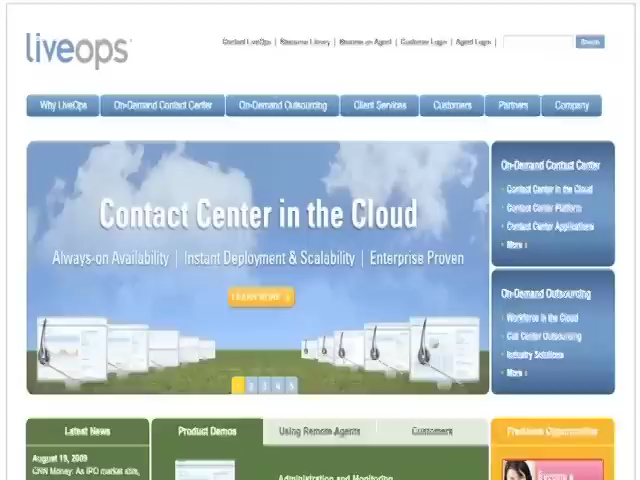 liveops
Contact LiveOps | Resource Library | Become an Agent | Customer Login | Agent Login |
Search
Why LiveOps
On-Demand Contact Center
On-Demand Outsourcing
Client Services
Customers
Partners
Company
Contact Center in the Cloud
Always-on Availability | Instant Deployment & Scalability | Enterprise Proven
LEARN MORE
1 2 3 4 5
On-Demand Contact Center
Contact Center in the Cloud
Contact Center Platform
Contact Center Applications
More ›
On-Demand Outsourcing
Workforce in the Cloud
Call Center Outsourcing
Industry Solutions
More ›
Latest News
August 19, 2009
CNN Money: As IPO market stirs,
Product Demos
Using Remote Agents
Customers
Administration and Monitoring
Freelance Opportunities
Become a